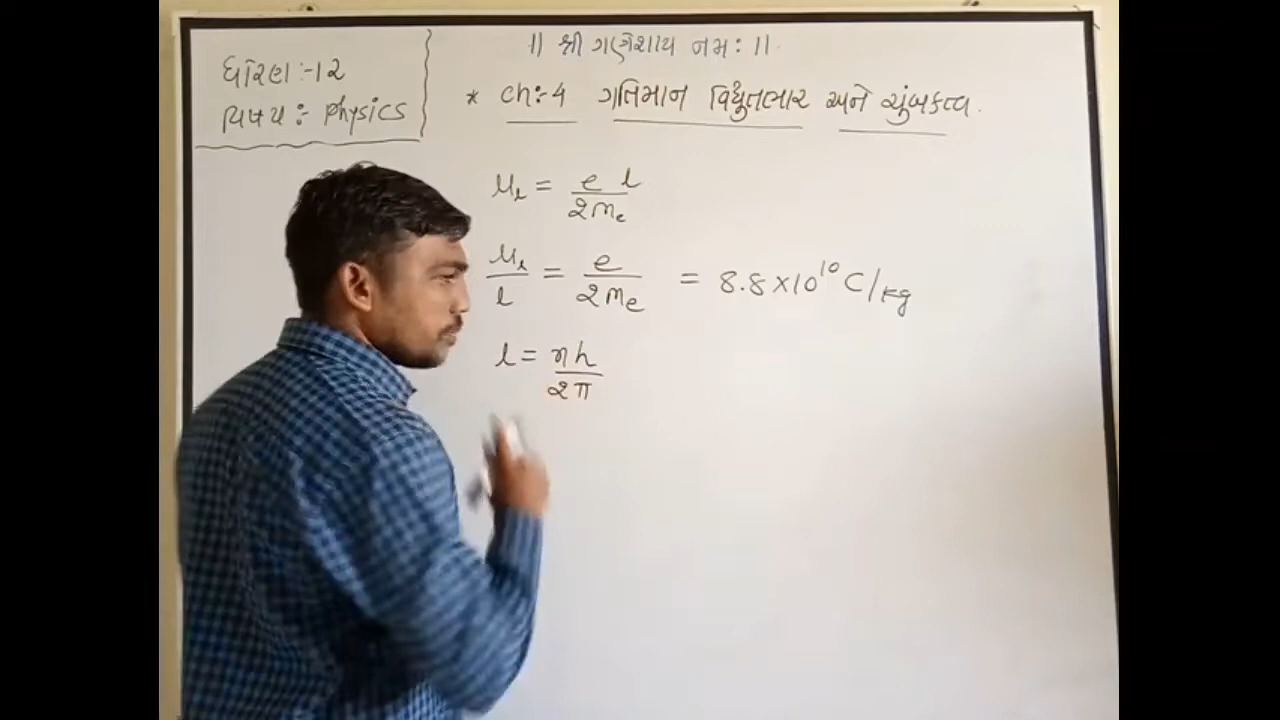 ॥ શ્રી ગણેશાય નમઃ ॥
ધોરણ :- 12
વિષય :- Physics
* Ch:- 4 ગતિમાન વિદ્યુતભાર અને ચુંબકત્વ.
μₗ = e l / 2mₑ
μₗ / l = e / 2mₑ = 8.8 × 10¹⁰ C/kg
l = nh / 2π